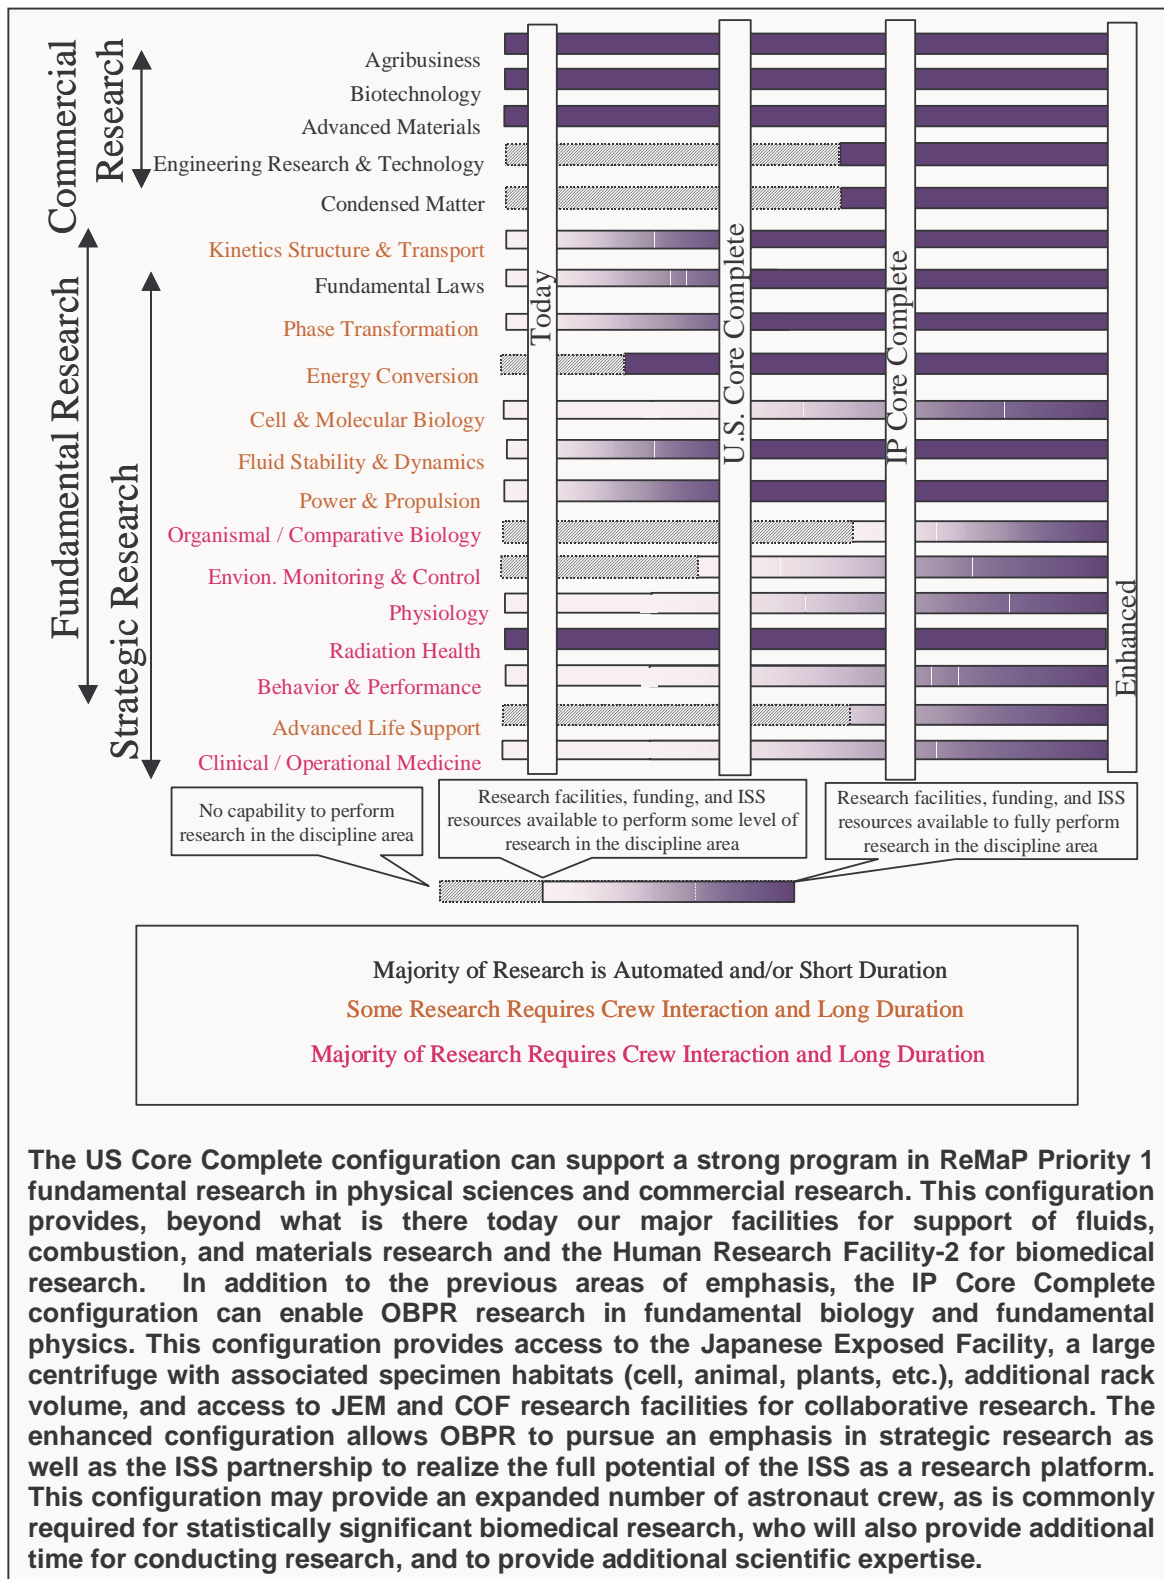 Commercial
Research
Fundamental Research
Strategic Research
Agribusiness
Biotechnology
Advanced Materials
Engineering Research & Technology
Condensed Matter
Kinetics Structure & Transport
Fundamental Laws
Phase Transformation
Energy Conversion
Cell & Molecular Biology
Fluid Stability & Dynamics
Power & Propulsion
Organismal / Comparative Biology
Envion. Monitoring & Control
Physiology
Radiation Health
Behavior & Performance
Advanced Life Support
Clinical / Operational Medicine
Today
U.S. Core Complete
IP Core Complete
Enhanced
No capability to perform
research in the discipline area
Research facilities, funding, and ISS
resources available to perform some level of
research in the discipline area
Research facilities, funding, and ISS
resources available to fully perform
research in the discipline area
Majority of Research is Automated and/or Short Duration
Some Research Requires Crew Interaction and Long Duration
Majority of Research Requires Crew Interaction and Long Duration
The US Core Complete configuration can support a strong program in ReMaP Priority 1
fundamental research in physical sciences and commercial research. This configuration
provides, beyond what is there today our major facilities for support of fluids,
combustion, and materials research and the Human Research Facility-2 for biomedical
research. In addition to the previous areas of emphasis, the IP Core Complete
configuration can enable OBPR research in fundamental biology and fundamental
physics. This configuration provides access to the Japanese Exposed Facility, a large
centrifuge with associated specimen habitats (cell, animal, plants, etc.), additional rack
volume, and access to JEM and COF research facilities for collaborative research. The
enhanced configuration allows OBPR to pursue an emphasis in strategic research as
well as the ISS partnership to realize the full potential of the ISS as a research platform.
This configuration may provide an expanded number of astronaut crew, as is commonly
required for statistically significant biomedical research, who will also provide additional
time for conducting research, and to provide additional scientific expertise.